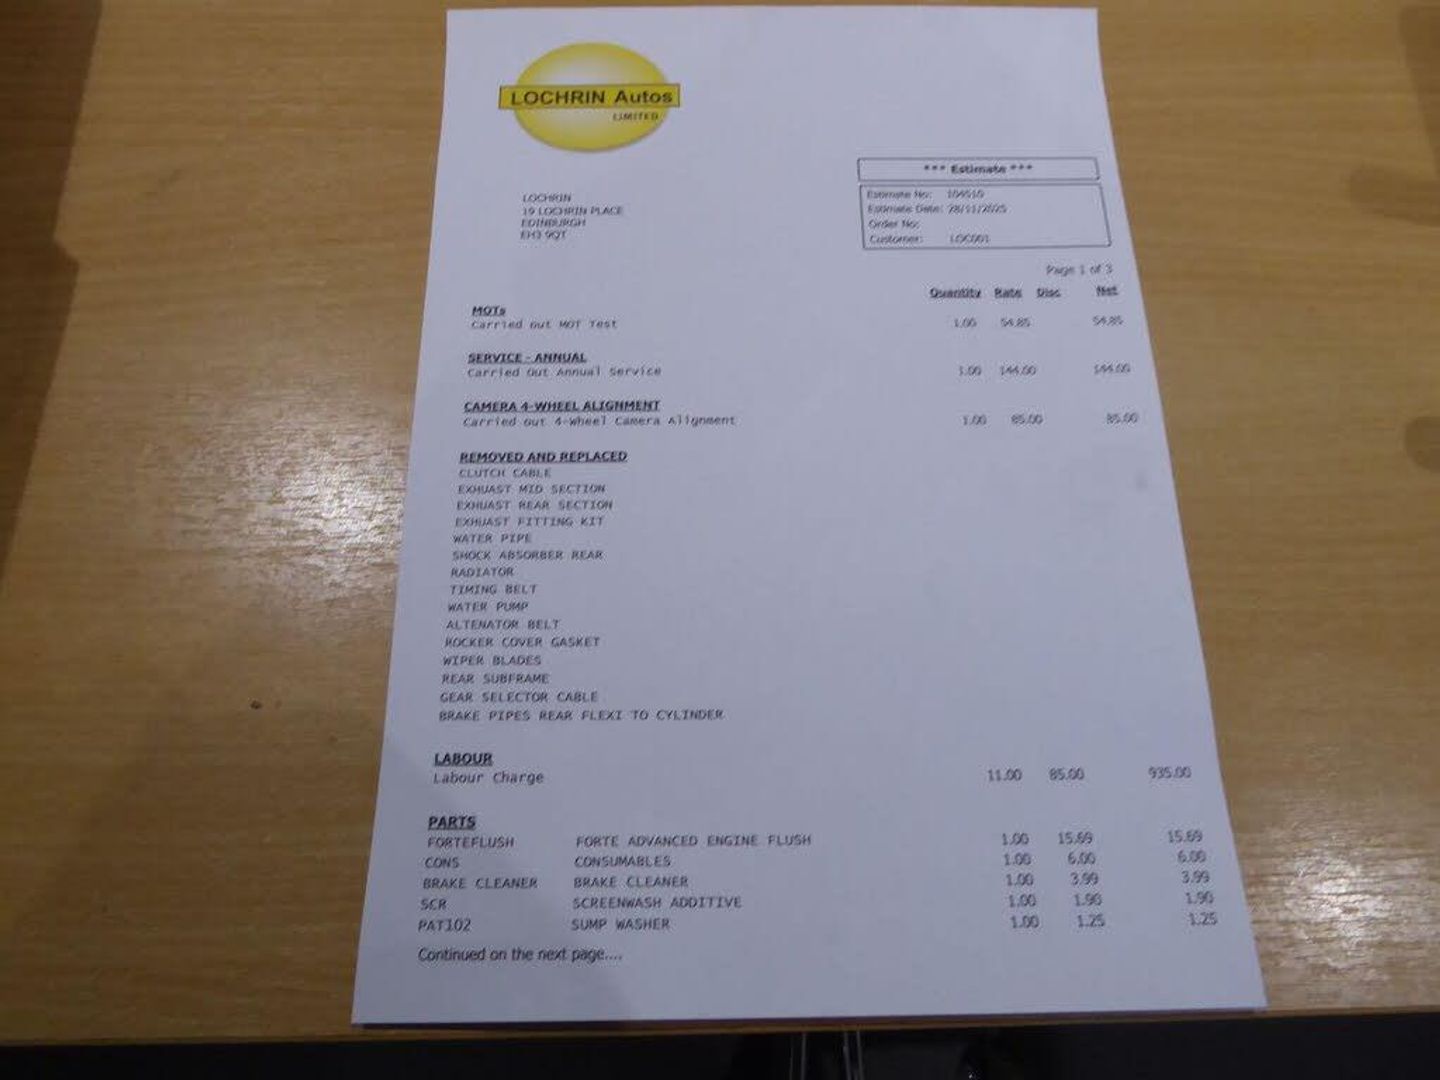 LOCHRIN Autos
LIMITED
*** Estimate ***
LOCHRIN
19 LOCHRIN PLACE
EDINBURGH
EH3 9QT
Estimate No: 104510
Estimate Date: 28/11/2025
Order No:
Customer: LOC001
Page 1 of 3
Quantity Rate Disc Net
MOTs
Carried out MOT Test 1.00 54.85 54.85
SERVICE - ANNUAL
Carried Out Annual Service 1.00 144.00 144.00
CAMERA 4-WHEEL ALIGNMENT
Carried out 4-Wheel Camera Alignment 1.00 85.00 85.00
REMOVED AND REPLACED
CLUTCH CABLE
EXHUAST MID SECTION
EXHUAST REAR SECTION
EXHUAST FITTING KIT
WATER PIPE
SHOCK ABSORBER REAR
RADIATOR
TIMING BELT
WATER PUMP
ALTENATOR BELT
ROCKER COVER GASKET
WIPER BLADES
REAR SUBFRAME
GEAR SELECTOR CABLE
BRAKE PIPES REAR FLEXI TO CYLINDER
LABOUR
Labour Charge 11.00 85.00 935.00
PARTS
FORTEFLUSH FORTE ADVANCED ENGINE FLUSH 1.00 15.69 15.69
CONS CONSUMABLES 1.00 6.00 6.00
BRAKE CLEANER BRAKE CLEANER 1.00 3.99 3.99
SCR SCREENWASH ADDITIVE 1.00 1.90 1.90
PAT102 SUMP WASHER 1.00 1.25 1.25
Continued on the next page....